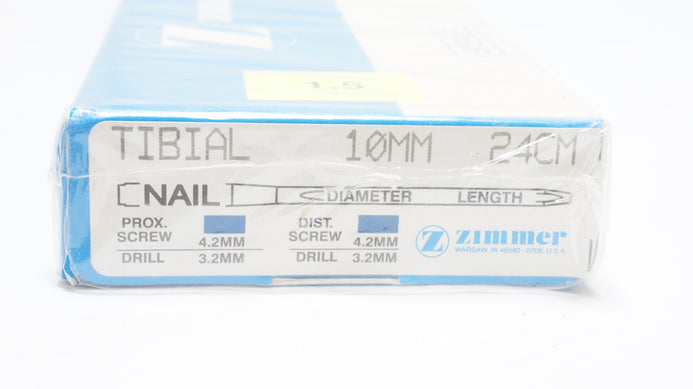 1.5
TIBIAL 10MM 24CM
NAIL DIAMETER LENGTH
PROX. SCREW 4.2MM DIST. SCREW 4.2MM
DRILL 3.2MM DRILL 3.2MM
Z zimmer
WARSAW, IN 46580-0708, U.S.A